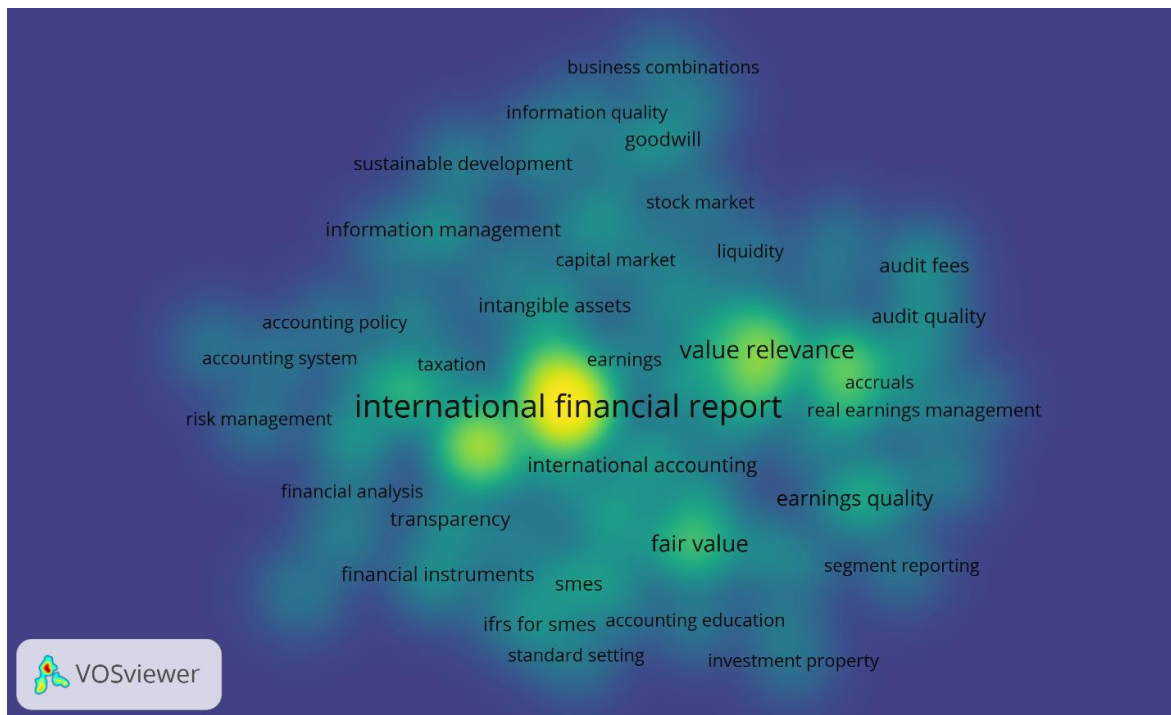 business combinations
information quality
goodwill
sustainable development
stock market
information management
liquidity
capital market
audit fees
intangible assets
audit quality
accounting policy
value relevance
accounting system
taxation
earnings
accruals
international financial report
real earnings management
risk management
international accounting
financial analysis
earnings quality
transparency
fair value
segment reporting
financial instruments
smes
ifrs for smes
accounting education
standard setting
investment property
VOSviewer